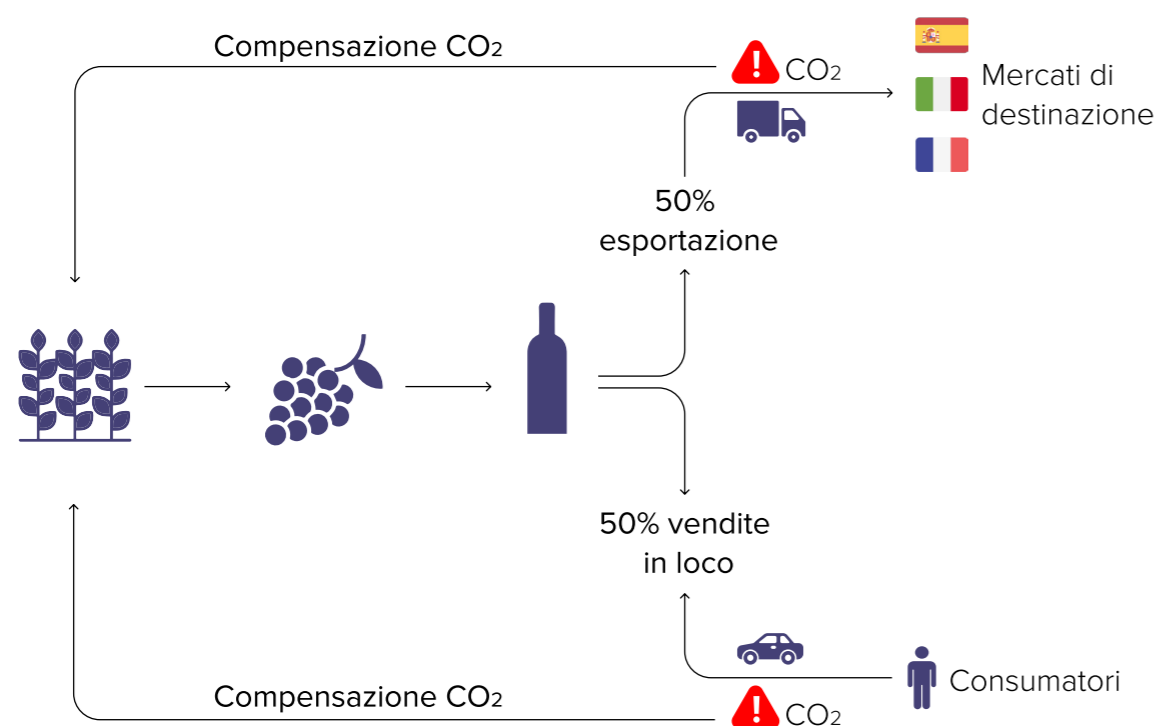 Compensazione CO₂
CO₂
Mercati di
destinazione
50%
esportazione
50% vendite
in loco
Consumatori
Compensazione CO₂
CO₂